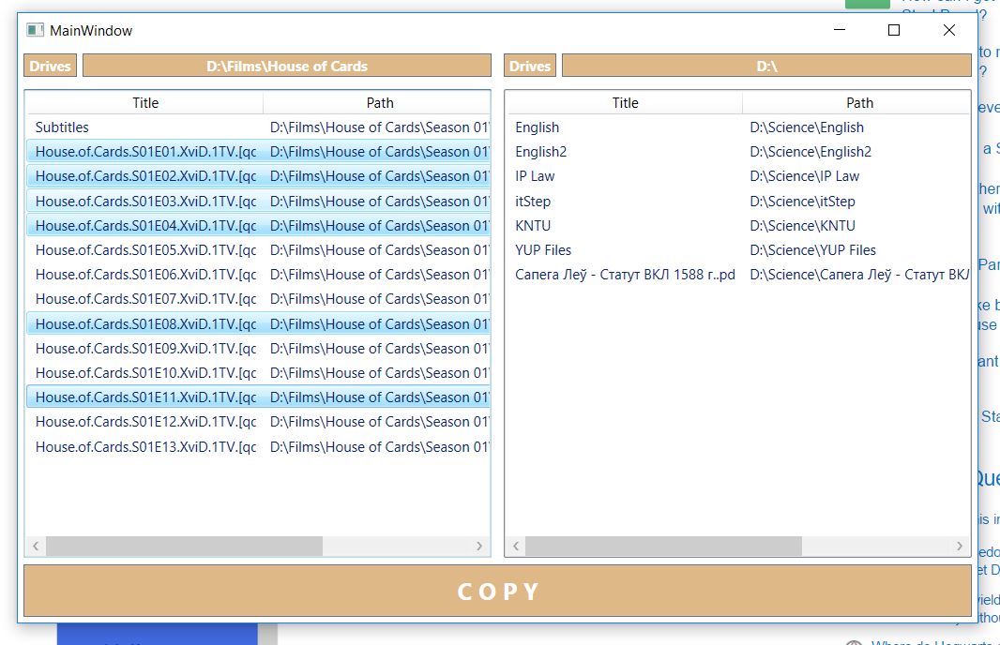 MainWindow
Drives D:\Films\House of Cards
Title Path
Subtitles D:\Films\House of Cards\Season 01\
House.of.Cards.S01E01.XviD.1TV.[qc D:\Films\House of Cards\Season 01\
House.of.Cards.S01E02.XviD.1TV.[qc D:\Films\House of Cards\Season 01\
House.of.Cards.S01E03.XviD.1TV.[qc D:\Films\House of Cards\Season 01\
House.of.Cards.S01E04.XviD.1TV.[qc D:\Films\House of Cards\Season 01\
House.of.Cards.S01E05.XviD.1TV.[qc D:\Films\House of Cards\Season 01\
House.of.Cards.S01E06.XviD.1TV.[qc D:\Films\House of Cards\Season 01\
House.of.Cards.S01E07.XviD.1TV.[qc D:\Films\House of Cards\Season 01\
House.of.Cards.S01E08.XviD.1TV.[qc D:\Films\House of Cards\Season 01\
House.of.Cards.S01E09.XviD.1TV.[qc D:\Films\House of Cards\Season 01\
House.of.Cards.S01E10.XviD.1TV.[qc D:\Films\House of Cards\Season 01\
House.of.Cards.S01E11.XviD.1TV.[qc D:\Films\House of Cards\Season 01\
House.of.Cards.S01E12.XviD.1TV.[qc D:\Films\House of Cards\Season 01\
House.of.Cards.S01E13.XviD.1TV.[qc D:\Films\House of Cards\Season 01\
Drives D:\
Title Path
English D:\Science\English
English2 D:\Science\English2
IP Law D:\Science\IP Law
itStep D:\Science\itStep
KNTU D:\Science\KNTU
YUP Files D:\Science\YUP Files
Сапега Леў - Статут ВКЛ 1588 г..pd D:\Science\Сапега Леў - Статут ВКЛ
COPY